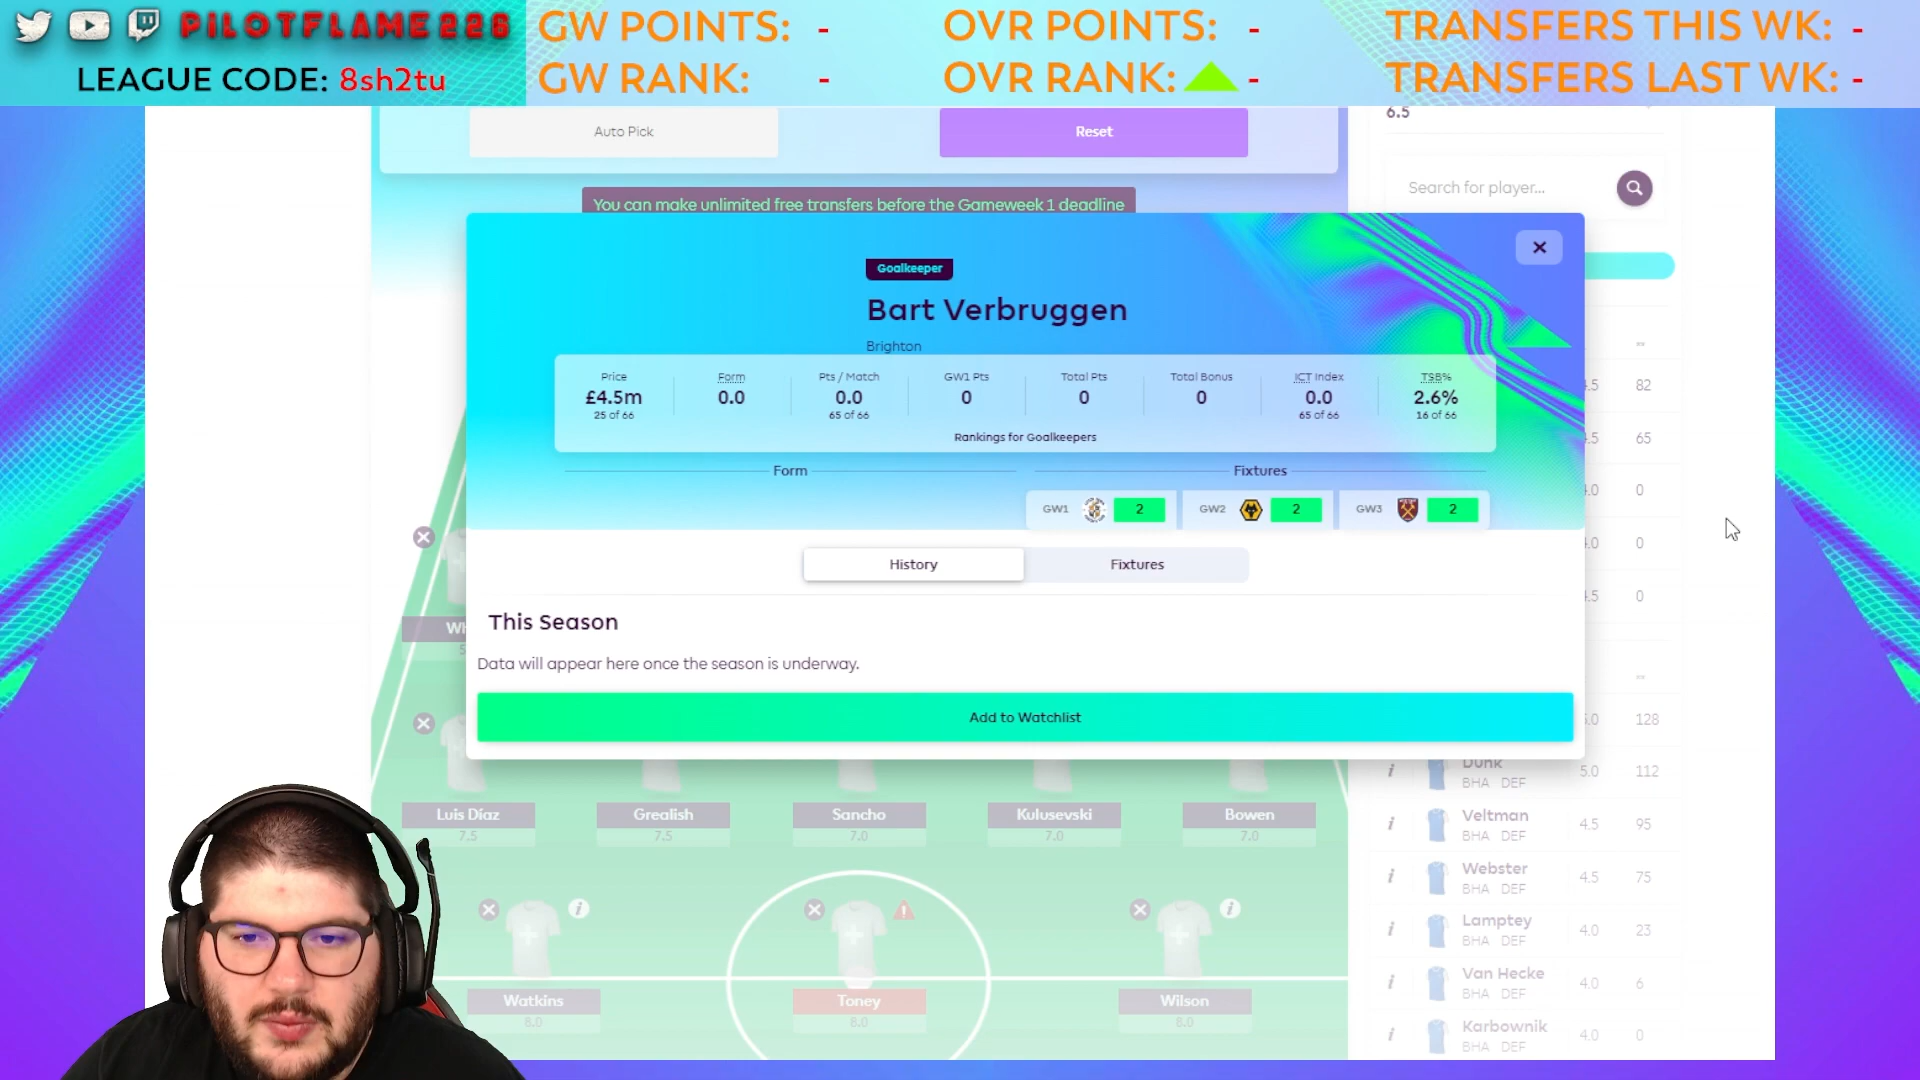 PILOTFLAME226
LEAGUE CODE: 8sh2tu
GW POINTS: -
GW RANK: -
OVR POINTS: -
OVR RANK: -
TRANSFERS THIS WK: -
TRANSFERS LAST WK: -
Auto Pick
Reset
6.5
Search for player...
You can make unlimited free transfers before the Gameweek 1 deadline
Goalkeeper
Bart Verbruggen
Brighton
Price
£4.5m
25 of 66
Form
0.0
Pts / Match
0.0
65 of 66
GW1 Pts
0
Total Pts
0
Total Bonus
0
ICT Index
0.0
65 of 66
TSB%
2.6%
16 of 66
Rankings for Goalkeepers
Form
Fixtures
GW1 2
GW2 2
GW3 2
History
Fixtures
This Season
Data will appear here once the season is underway.
Add to Watchlist
**
.5 82
.5 65
.0 0
.0 0
.5 0
**
5.0 128
Dunk
BHA DEF
5.0 112
Veltman
BHA DEF
4.5 95
Webster
BHA DEF
4.5 75
Lamptey
BHA DEF
4.0 23
Van Hecke
BHA DEF
4.0 6
Karbownik
BHA DEF
4.0 0
Luis Díaz
7.5
Grealish
7.5
Sancho
7.0
Kulusevski
7.0
Bowen
7.0
Watkins
8.0
Toney
8.0
Wilson
8.0